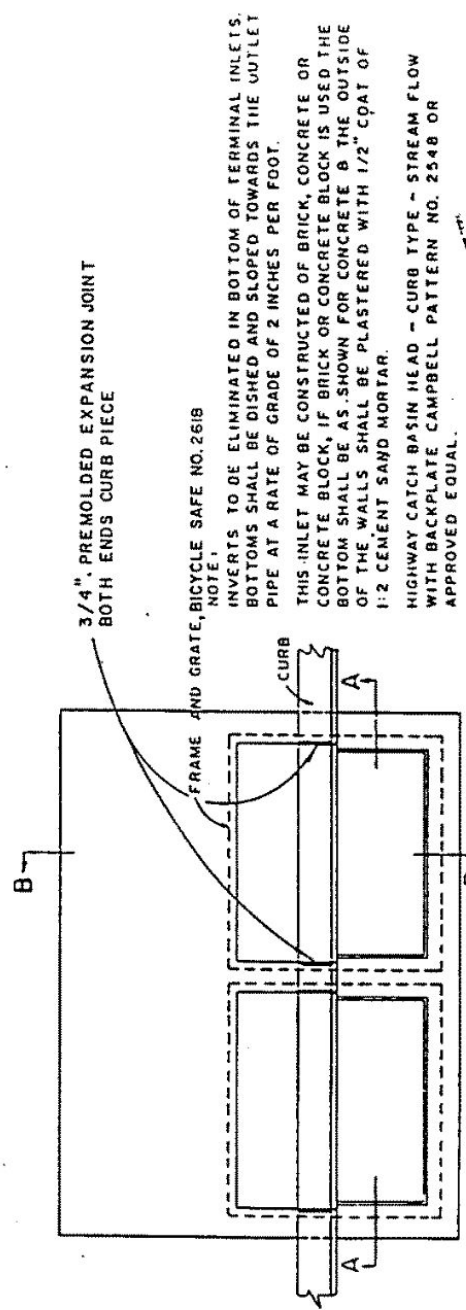 3/4". PREMOLDED EXPANSION JOINT
BOTH ENDS CURB PIECE
FRAME AND GRATE, BICYCLE SAFE NO. 2618
NOTE:
INVERTS TO BE ELIMINATED IN BOTTOM OF TERMINAL INLETS.
BOTTOMS SHALL BE DISHED AND SLOPED TOWARDS THE OUTLET
PIPE AT A RATE OF GRADE OF 2 INCHES PER FOOT.
THIS INLET MAY BE CONSTRUCTED OF BRICK, CONCRETE OR
CONCRETE BLOCK, IF BRICK OR CONCRETE BLOCK IS USED THE
BOTTOM SHALL BE AS SHOWN FOR CONCRETE & THE OUTSIDE
OF THE WALLS SHALL BE PLASTERED WITH 1/2" COAT OF
1:2 CEMENT SAND MORTAR.
HIGHWAY CATCH BASIN HEAD - CURB TYPE - STREAM FLOW
WITH BACKPLATE CAMPBELL PATTERN NO. 2548 OR
APPROVED EQUAL.
B
CURB
A
A